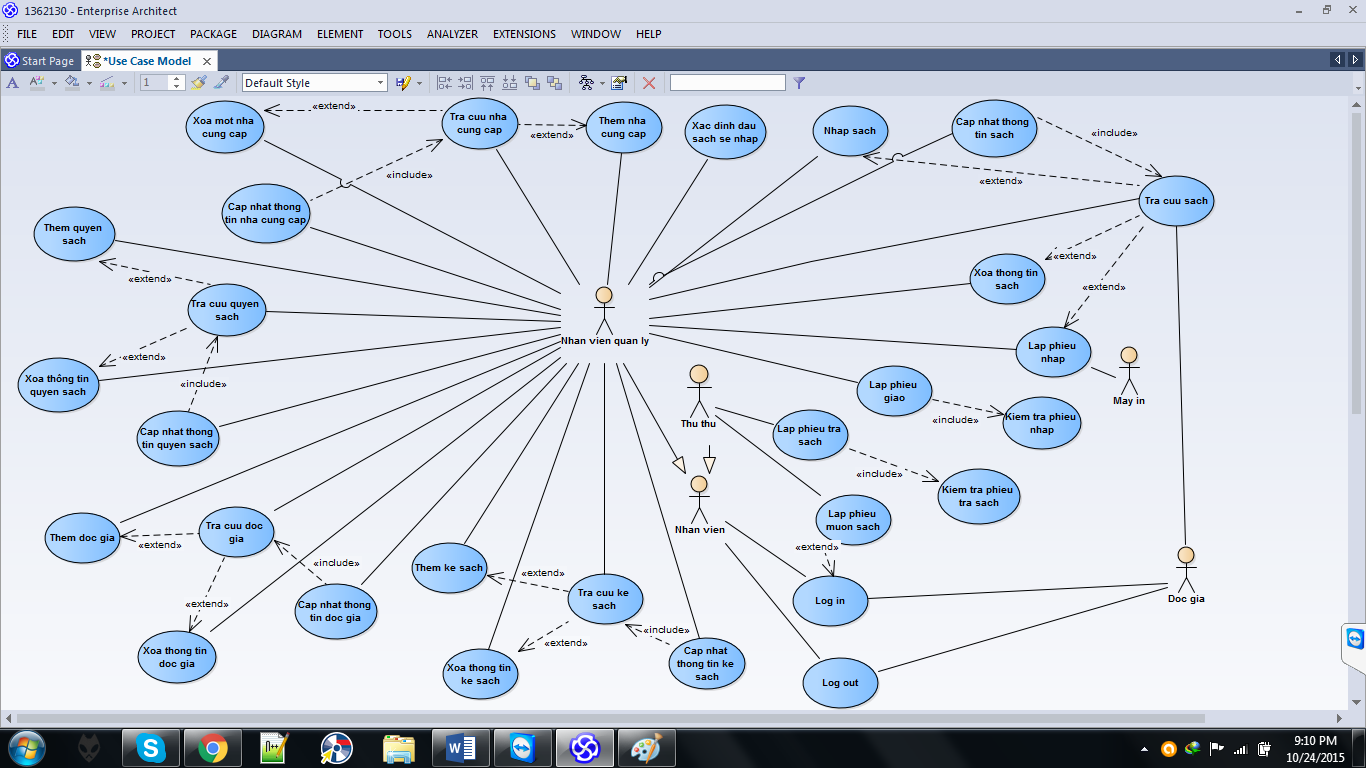 1362130 - Enterprise Architect
FILE EDIT VIEW PROJECT PACKAGE DIAGRAM ELEMENT TOOLS ANALYZER EXTENSIONS WINDOW HELP
Start Page *Use Case Model
A 1 Default Style
Xoa mot nha
cung cap
«extend»
Tra cuu nha
cung cap
«extend»
Them nha
cung cap
Xac dinh dau
sach se nhap
Nhap sach
Cap nhat thong
tin sach
«include»
«extend»
Tra cuu sach
«include»
Cap nhat thong
tin nha cung cap
Them quyen
sach
«extend»
Tra cuu quyen
sach
«extend»
Xoa thông tin
quyen sach
«include»
Cap nhat thong
tin quyen sach
Nhan vien quan ly
«extend»
Xoa thong tin
sach
«extend»
Lap phieu
nhap
May in
Lap phieu
giao
«include»
Kiem tra phieu
nhap
Thu thu
Lap phieu tra
sach
«include»
Kiem tra phieu
tra sach
Nhan vien
Lap phieu
muon sach
«extend»
Them doc gia
«extend»
Tra cuu doc
gia
«include»
Cap nhat thong
tin doc gia
«extend»
Xoa thong tin
doc gia
Them ke sach
«extend»
Tra cuu ke
sach
«include»
«extend»
Xoa thong tin
ke sach
Cap nhat
thong tin ke
sach
Log in
Doc gia
Log out
9:10 PM
10/24/2015